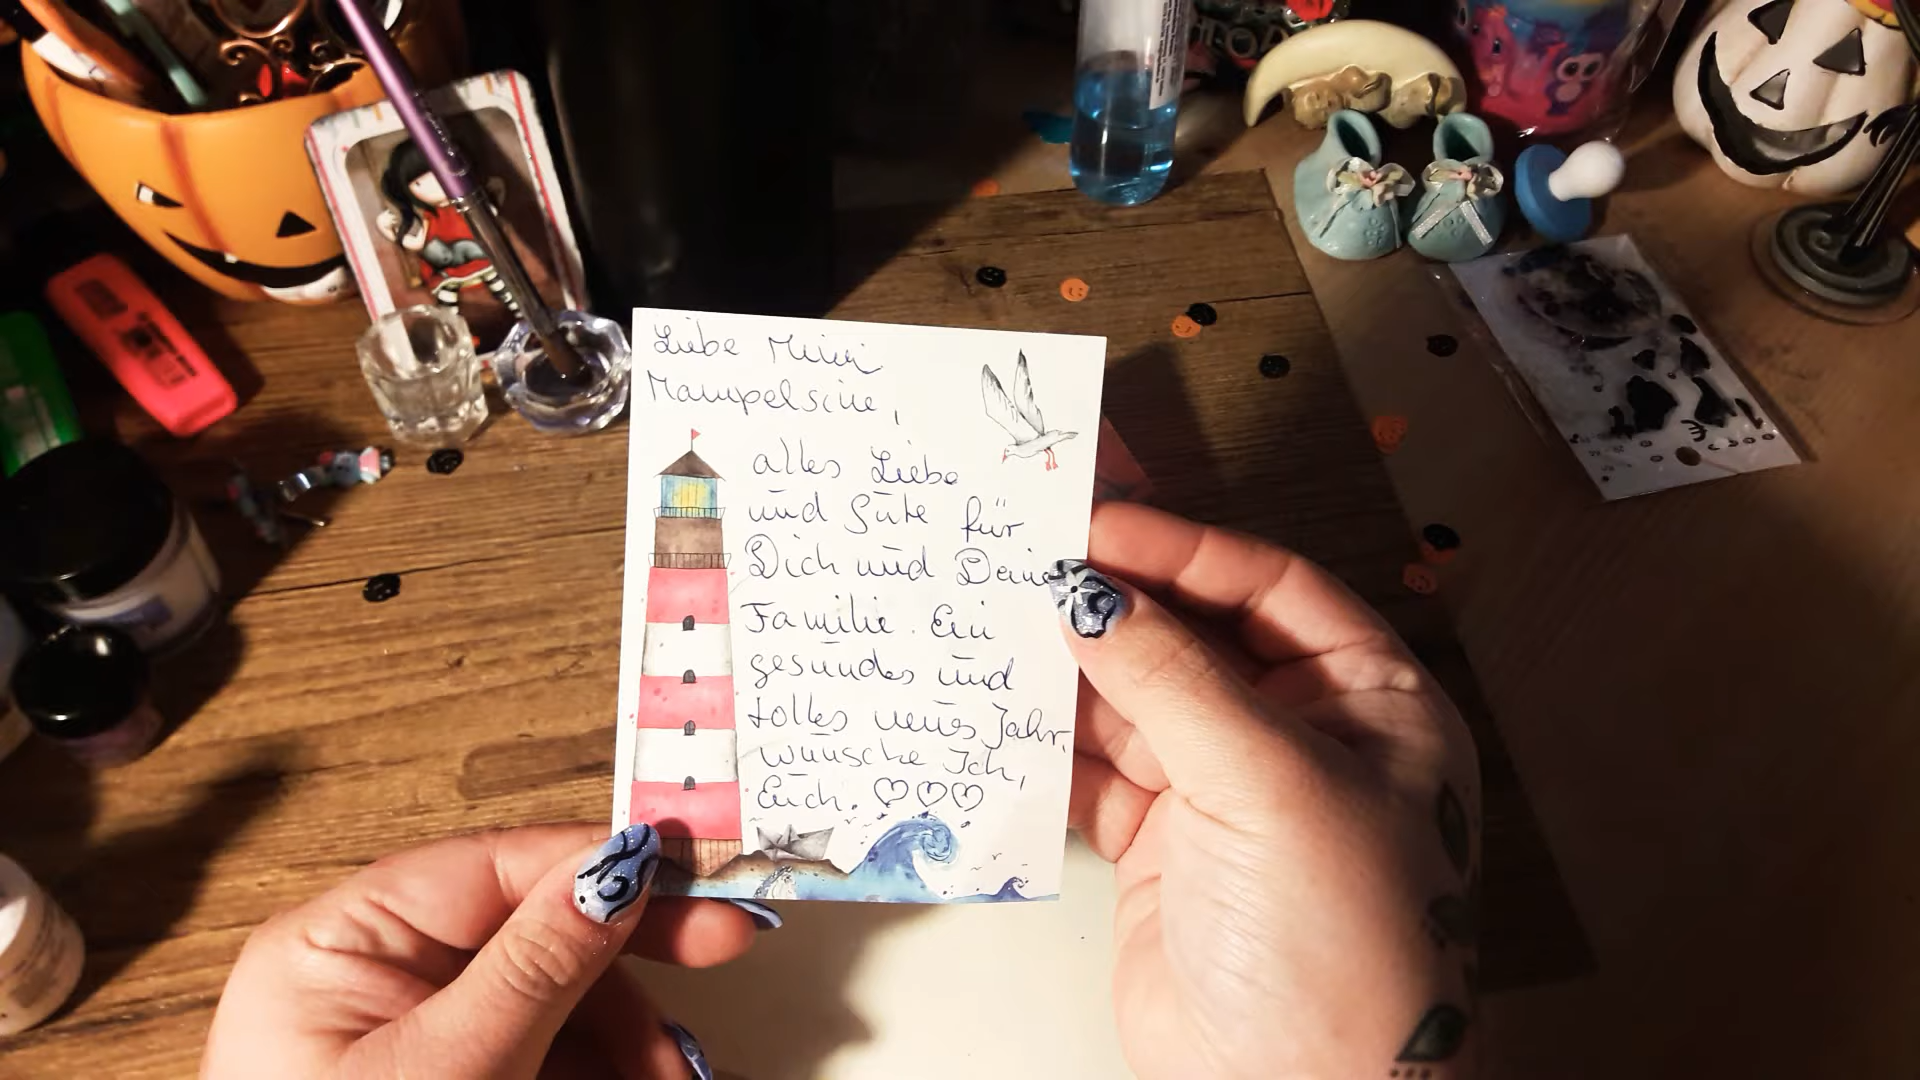 Liebe Mini
Mampelsine,
alles Liebe
und Gute für
Dich und Deine
Familie. Ein
gesundes und
tolles neues Jahr.
wünsche Ich,
Euch. ♡♡♡